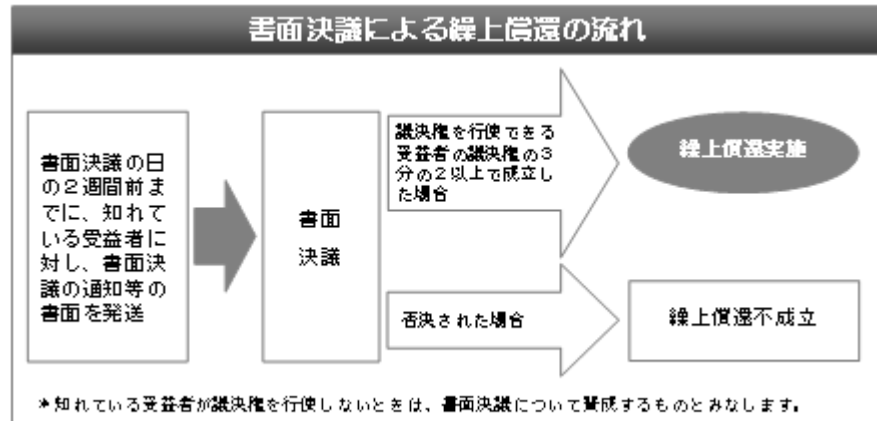 書面決議による繰上償還の流れ
書面決議の日
の2週間前ま
でに、知れて
いる受益者に
対し、書面決
議の通知等の
書面を発送
書面
決議
議決権を行使できる
受益者の議決権の3
分の2以上で成立し
た場合
繰上償還実施
否決された場合
繰上償還不成立
*知れている受益者が議決権を行使しないときは、書面決議について賛成するものとみなします。